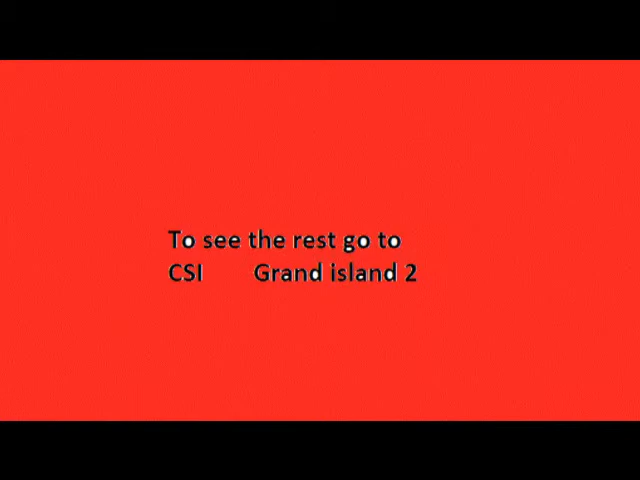 To see the rest go to
CSI Grand island 2